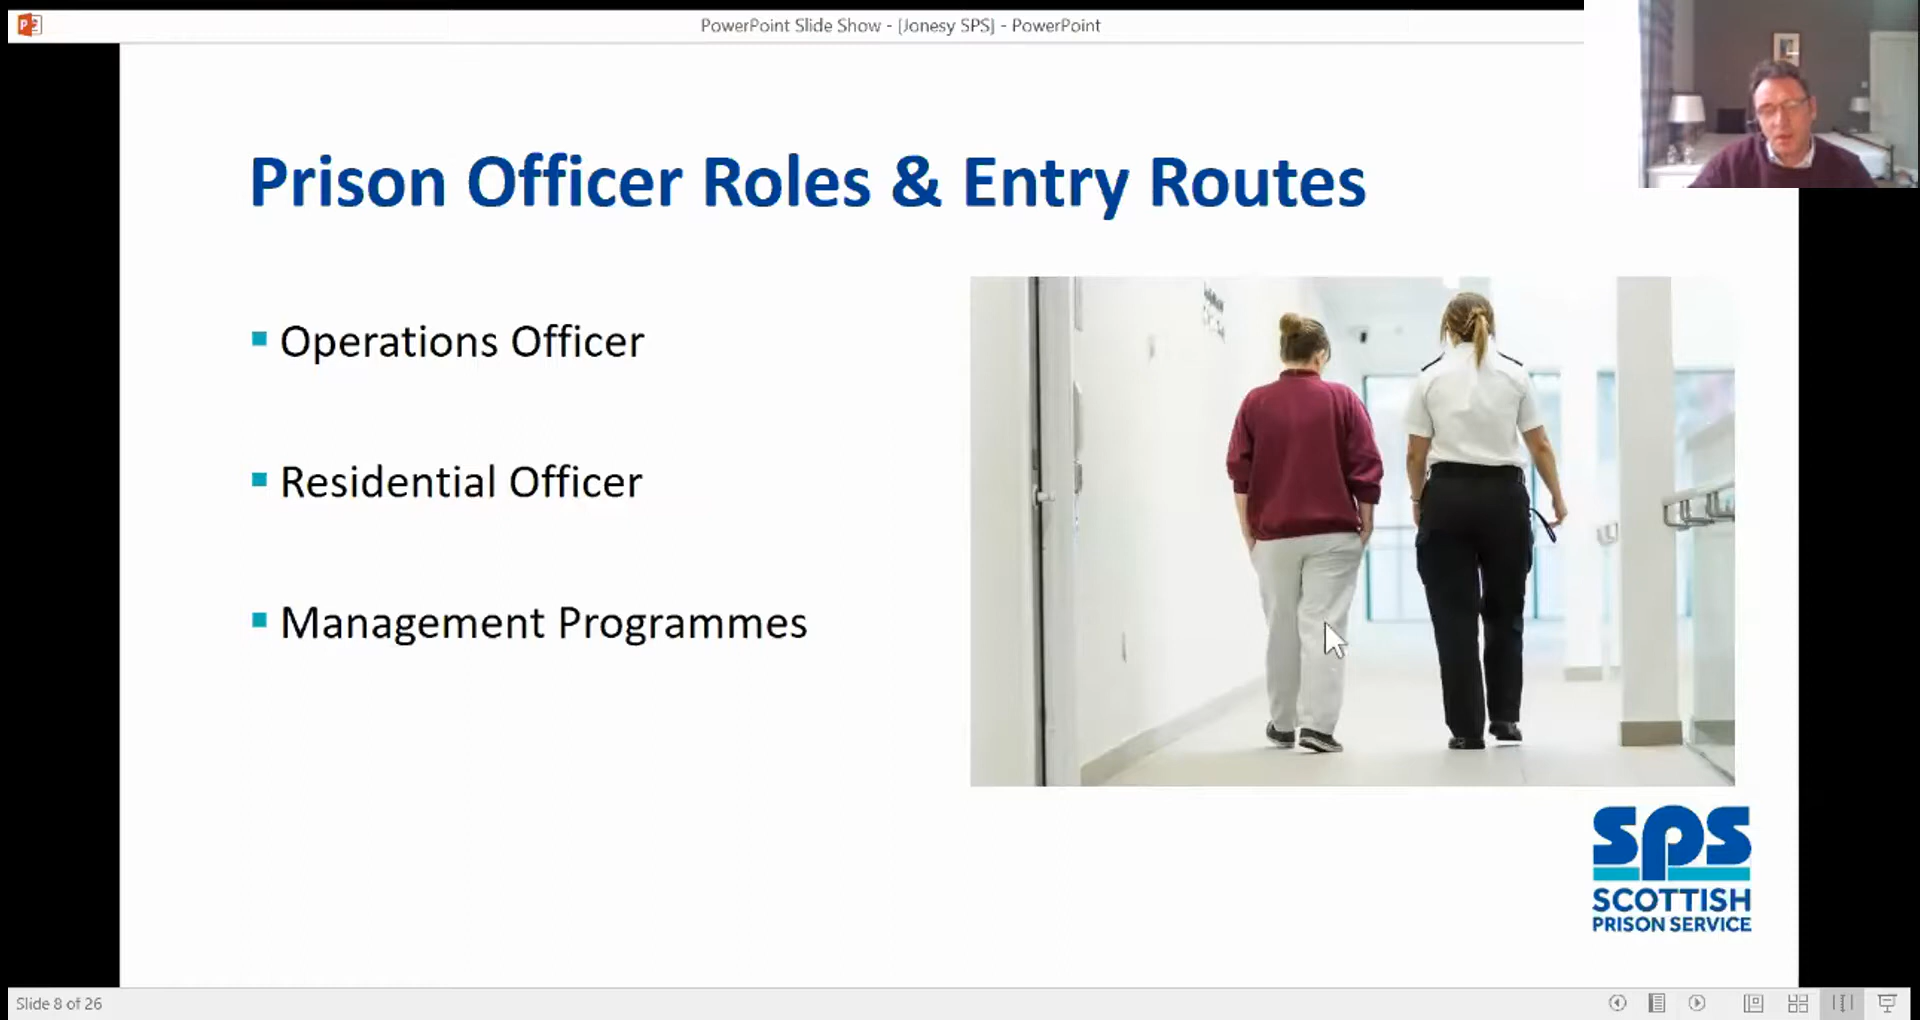 PowerPoint Slide Show - [Jonesy SPS] - PowerPoint
Prison Officer Roles & Entry Routes
Operations Officer
Residential Officer
Management Programmes
sps
SCOTTISH
PRISON SERVICE
Slide 8 of 26